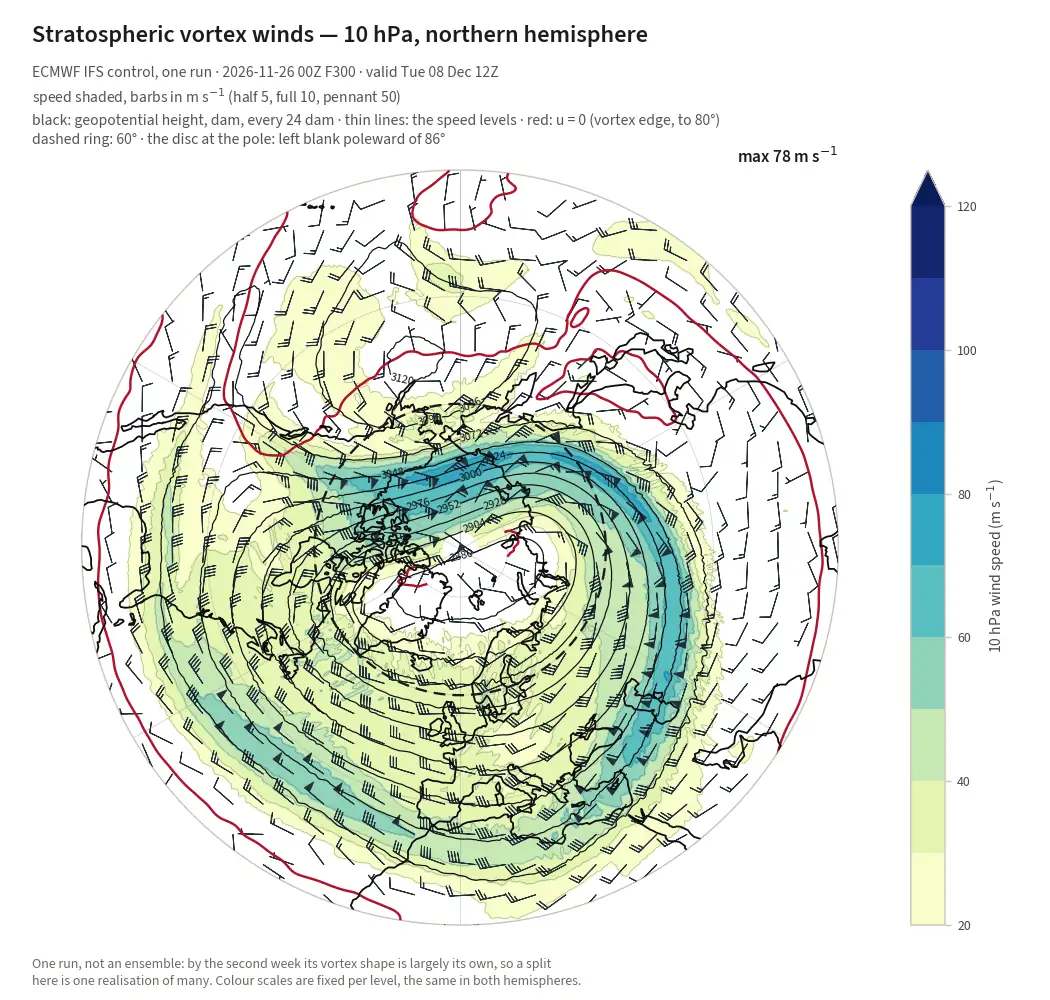 Stratospheric vortex winds — 10 hPa, northern hemisphere
ECMWF IFS control, one run · 2026-11-26 00Z F300 · valid Tue 08 Dec 12Z
speed shaded, barbs in m s⁻¹ (half 5, full 10, pennant 50)
black: geopotential height, dam, every 24 dam · thin lines: the speed levels · red: u = 0 (vortex edge, to 80°)
dashed ring: 60° · the disc at the pole: left blank poleward of 86°
max 78 m s⁻¹
120
100
80
60
40
20
10 hPa wind speed (m s⁻¹)
3120
3048
3000
2976
2952
2928
2904
One run, not an ensemble: by the second week its vortex shape is largely its own, so a split
here is one realisation of many. Colour scales are fixed per level, the same in both hemispheres.